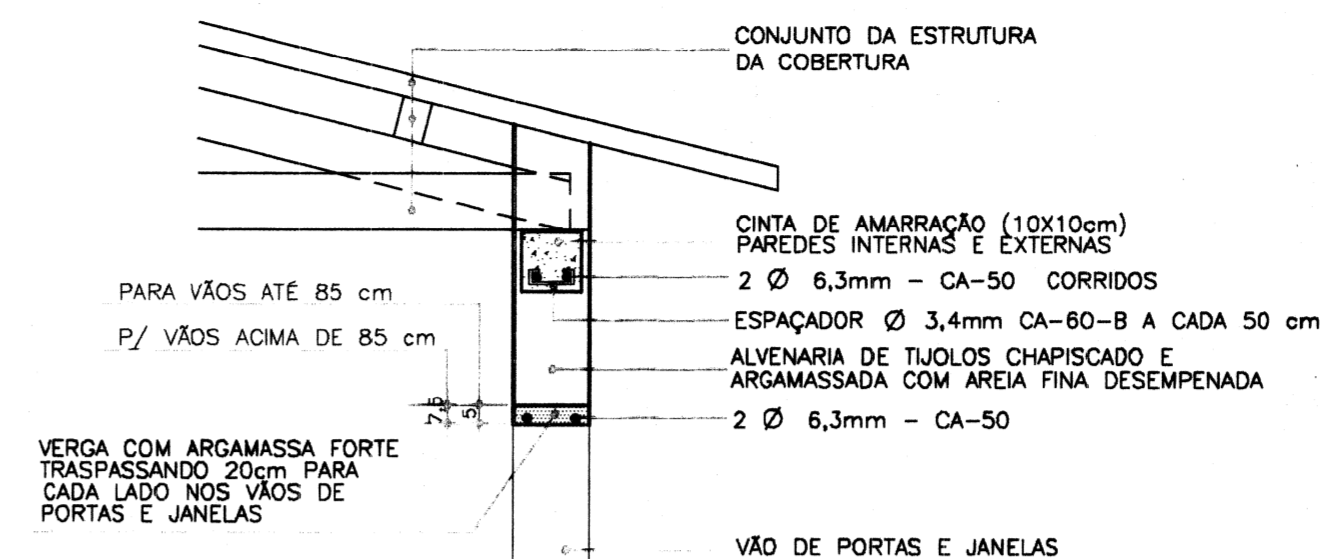 CONJUNTO DA ESTRUTURA
DA COBERTURA
CINTA DE AMARRAÇÃO (10X10cm)
PAREDES INTERNAS E EXTERNAS
2 Ø 6,3mm - CA-50 CORRIDOS
PARA VÃOS ATÉ 85 cm
ESPAÇADOR Ø 3,4mm CA-60-B A CADA 50 cm
P/ VÃOS ACIMA DE 85 cm
ALVENARIA DE TIJOLOS CHAPISCADO E
ARGAMASSADA COM AREIA FINA DESEMPENADA
7,5
5
2 Ø 6,3mm - CA-50
VERGA COM ARGAMASSA FORTE
TRASPASSANDO 20cm PARA
CADA LADO NOS VÃOS DE
PORTAS E JANELAS
VÃO DE PORTAS E JANELAS